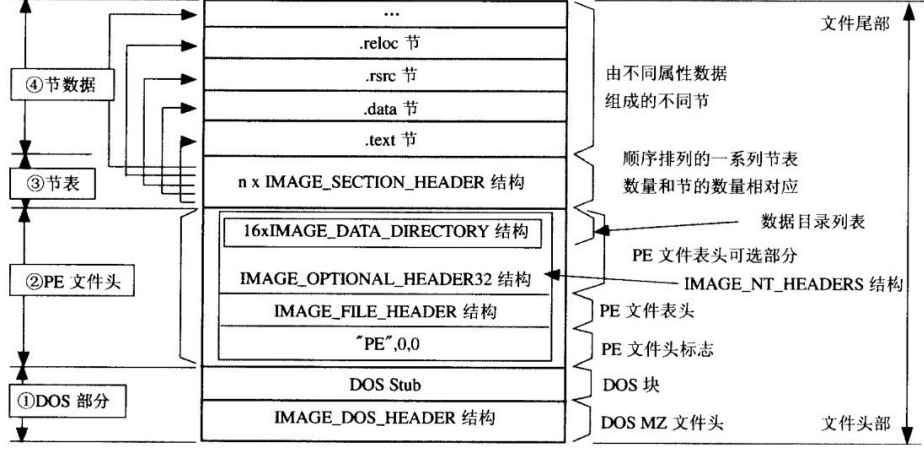 ...
文件尾部
.reloc 节
.rsrc 节
④节数据
由不同属性数据
组成的不同节
.data 节
.text 节
③节表
n x IMAGE_SECTION_HEADER 结构
顺序排列的一系列节表
数量和节的数量相对应
16xIMAGE_DATA_DIRECTORY 结构
数据目录列表
PE 文件表头可选部分
②PE 文件头
IMAGE_OPTIONAL_HEADER32 结构
IMAGE_NT_HEADERS 结构
IMAGE_FILE_HEADER 结构
PE 文件表头
"PE",0,0
PE 文件头标志
DOS Stub
DOS 块
①DOS 部分
IMAGE_DOS_HEADER 结构
DOS MZ 文件头
文件头部